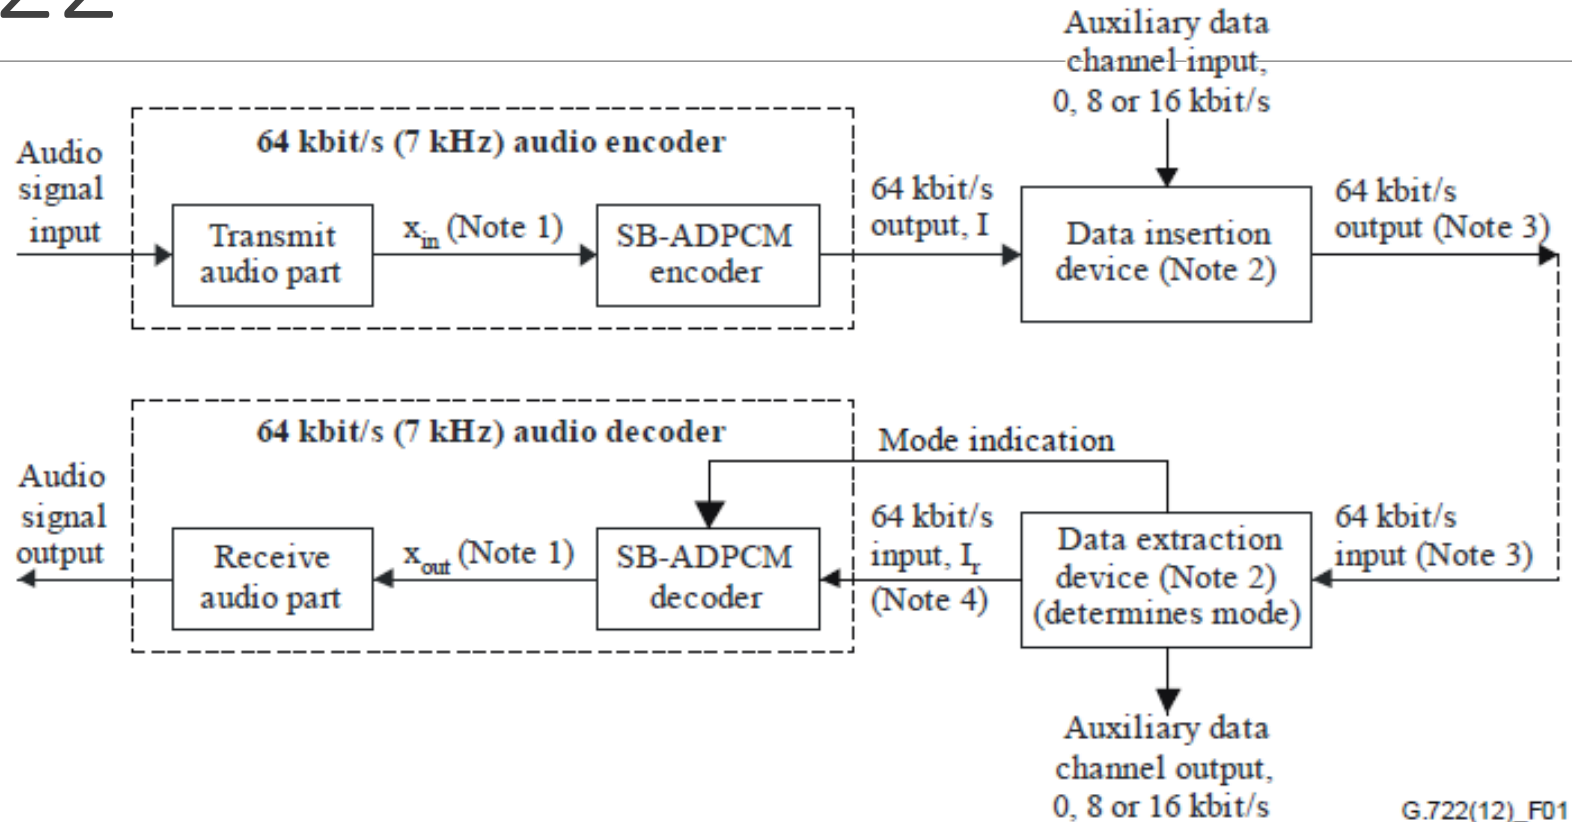 22
Auxiliary data
channel input,
0, 8 or 16 kbit/s
64 kbit/s (7 kHz) audio encoder
Audio
signal
input
Transmit
audio part
x_in (Note 1)
SB-ADPCM
encoder
64 kbit/s
output, I
Data insertion
device (Note 2)
64 kbit/s
output (Note 3)
64 kbit/s (7 kHz) audio decoder
Mode indication
Audio
signal
output
Receive
audio part
x_out (Note 1)
SB-ADPCM
decoder
64 kbit/s
input, I_r
(Note 4)
Data extraction
device (Note 2)
(determines mode)
64 kbit/s
input (Note 3)
Auxiliary data
channel output,
0, 8 or 16 kbit/s
G.722(12)_F01